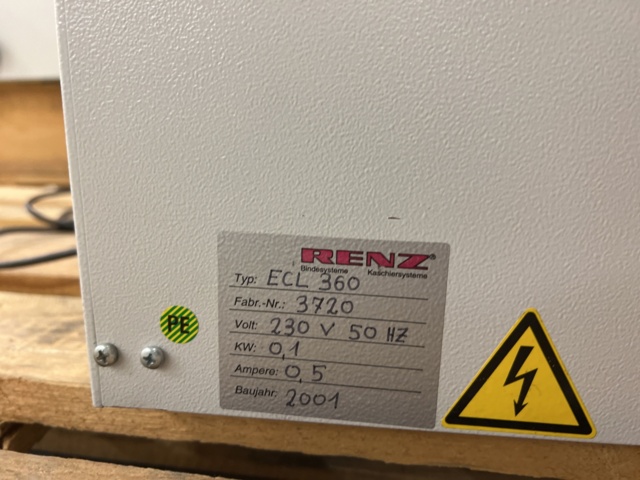 RENZ®
Bindesysteme Kaschiersysteme
Typ: ECL 360
Fabr.-Nr.: 3720
Volt: 230 V 50 HZ
KW: 0,1
Ampere: 0,5
Baujahr: 2001
PE